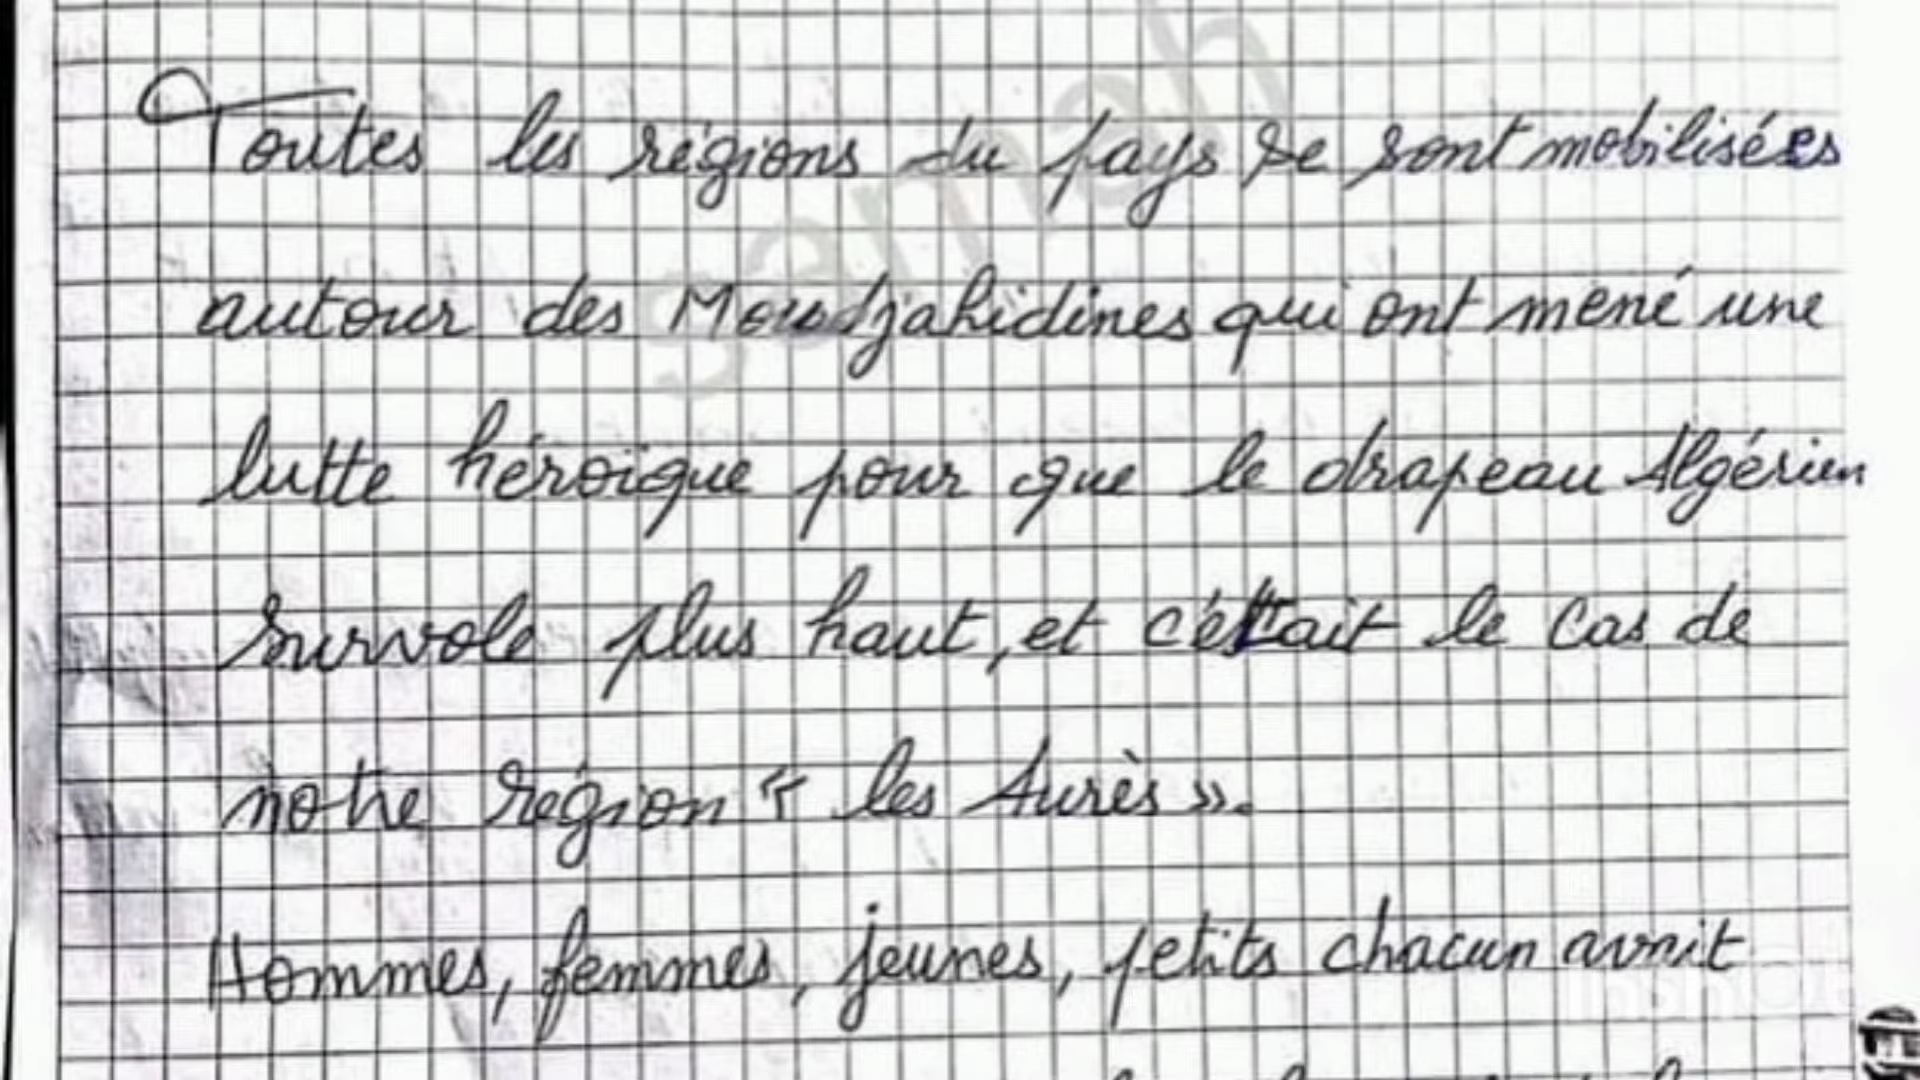 Toutes les régions du pays se sont mobilisées
autour des Moudjahidines qui ont mené une
lutte héroïque pour que le drapeau Algérien
survole plus haut, et c'était le cas de
notre région « les Aurès ».
Hommes, femmes, jeunes, petits chacun avait
semah